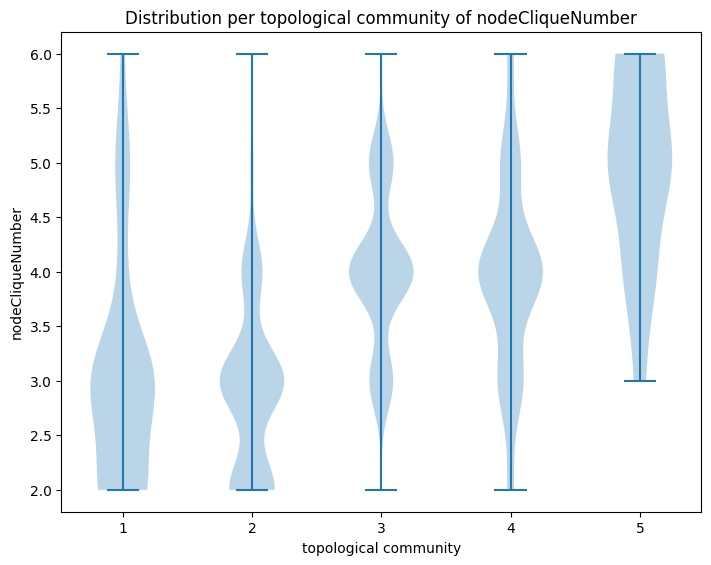 Distribution per topological community of nodeCliqueNumber
nodeCliqueNumber
6.0
5.5
5.0
4.5
4.0
3.5
3.0
2.5
2.0
1 2 3 4 5
topological community